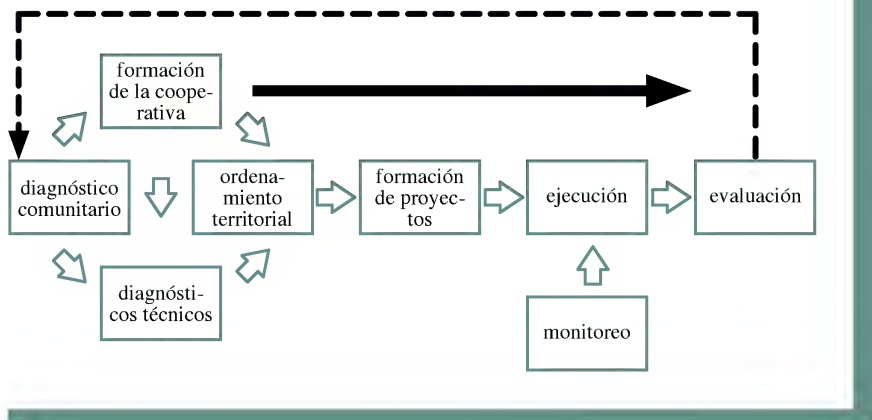 formación
de la coope-
rativa
diagnóstico
comunitario
ordena-
miento
territorial
formación
de proyec-
tos
ejecución
evaluación
diagnósti-
cos técnicos
monitoreo